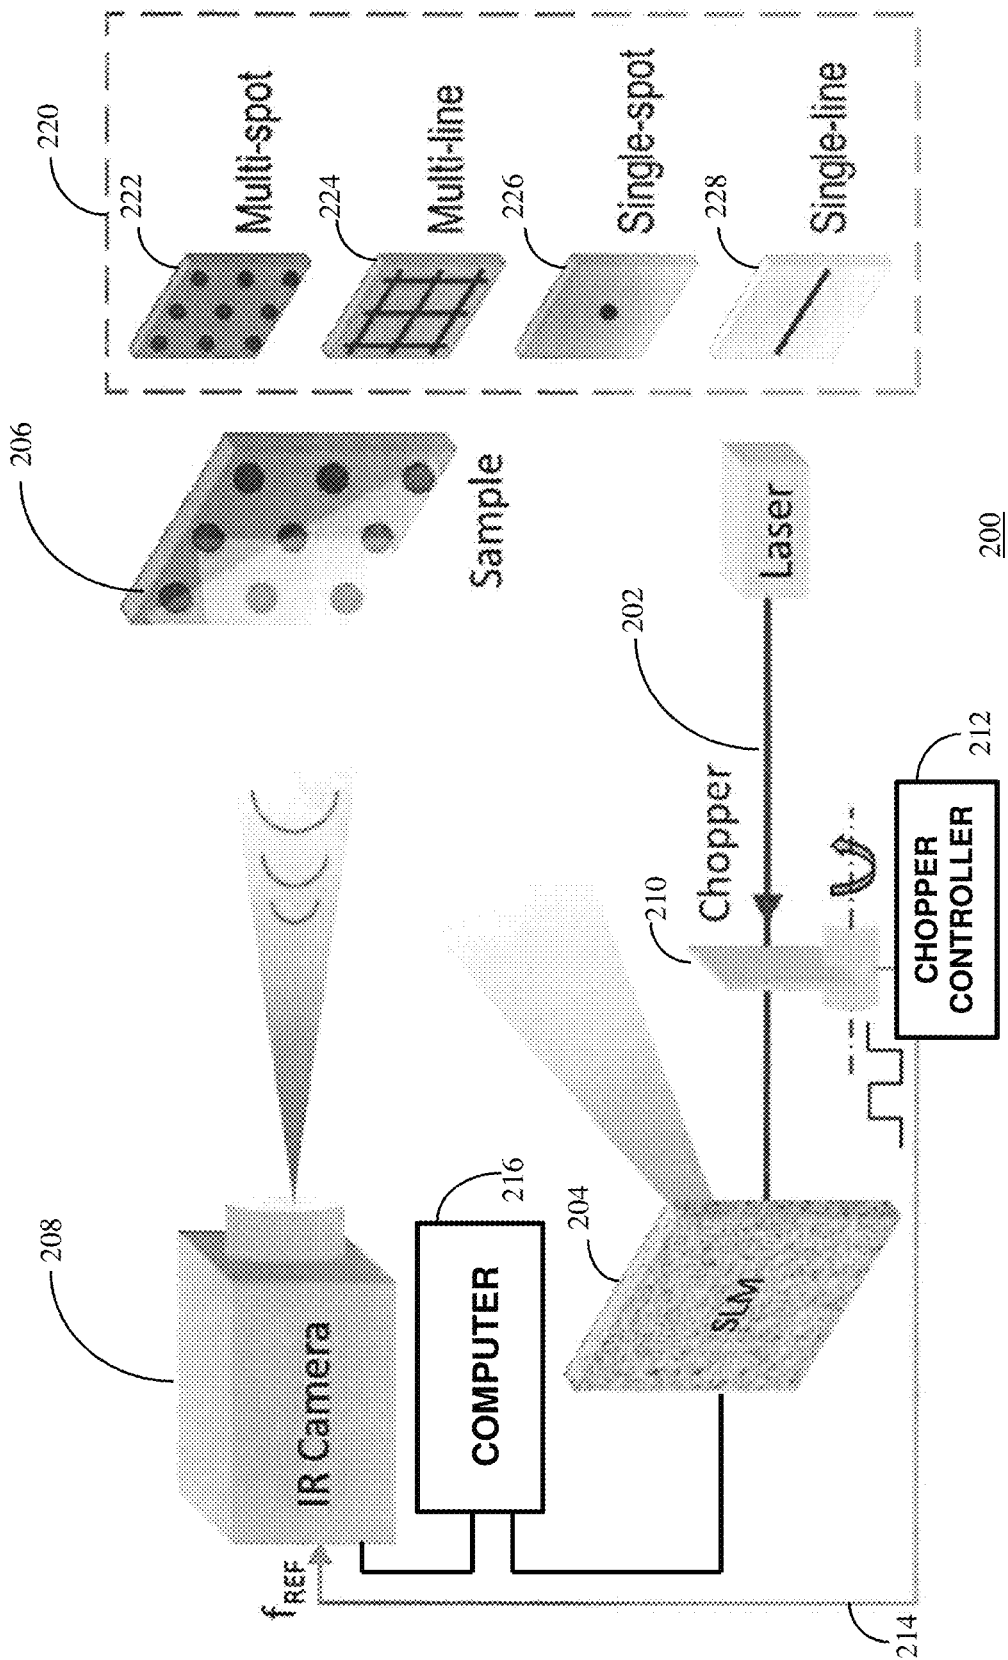 208
IR Camera
fREF
COMPUTER
216
204
SLM
214
206
Sample
202
Laser
210
Chopper
CHOPPER
CONTROLLER
212
220
222
Multi-spot
224
Multi-line
226
Single-spot
228
Single-line
200